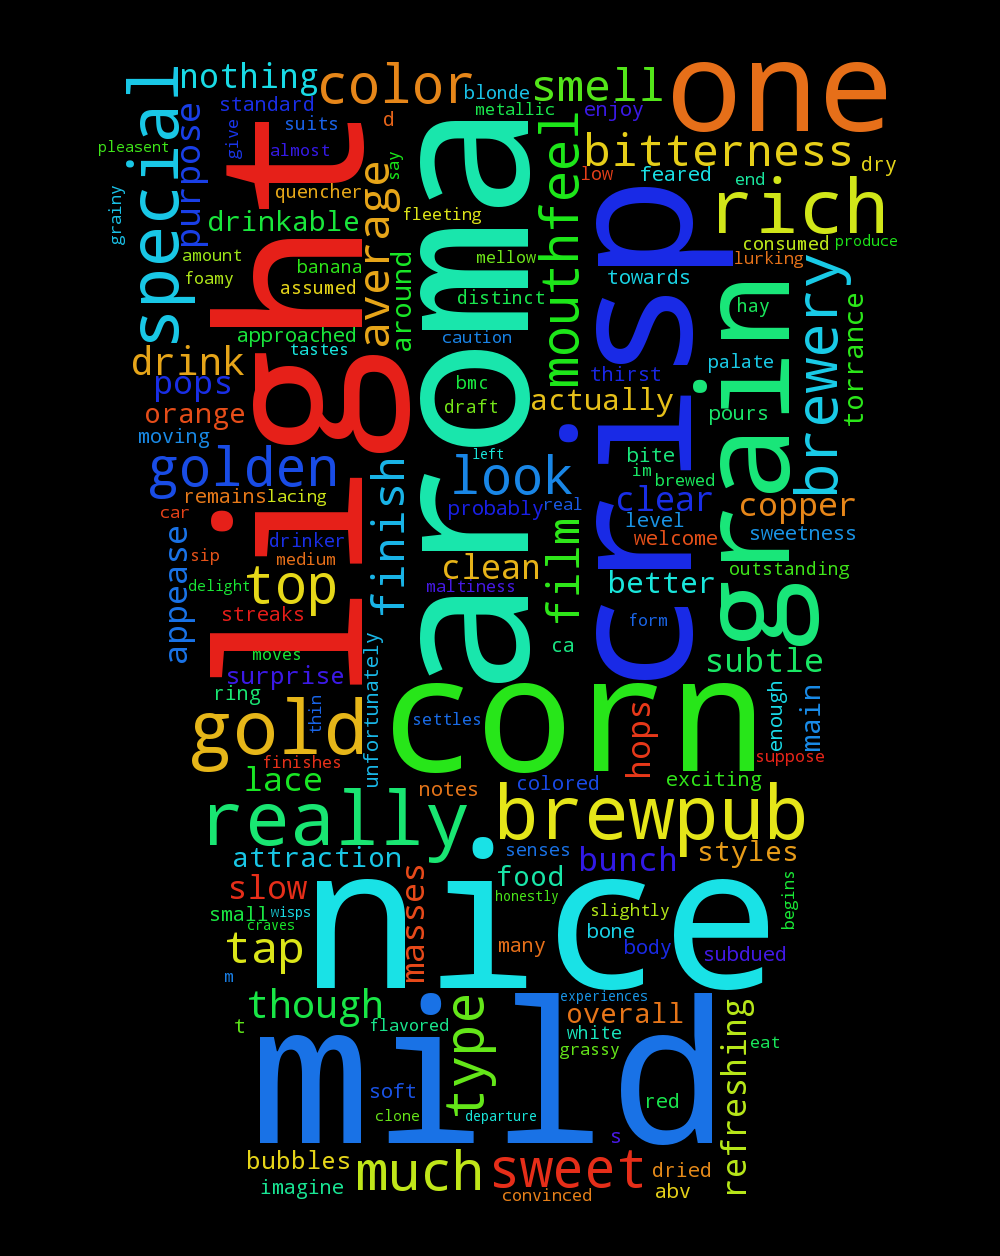 nothing
color
blonde
smell
one
special
purpose
standard
suits
d
metallic
enjoy
pleasent
give
almost
light
say
aroma
mouthfeel
bitterness
dry
low
feared
end
crisp
rich
grainy
quencher
average
fleeting
drinkable
consumed
produce
amount
banana
around
mellow
lurking
foamy
assumed
distinct
towards
grain
brewery
hay
torrance
approached
tastes
caution
drink
pops
bmc
thirst
palate
orange
draft
actually
pours
moving
golden
left
look
bite
im
brewed
remains
lacing
finish
probably
real
clear
copper
car
level
welcome
sweetness
appease
drinker
film
sip
medium
clean
outstanding
delight
top
maltiness
better
streaks
form
unfortunately
ca
moves
surprise
subtle
ring
thin
gold
corn
settles
hops
enough
main
finishes
suppose
lace
notes
colored
exciting
really
brewpub
attraction
senses
bunch
styles
slow
masses
food
honestly
begins
small
wisps
nice
slightly
craves
bone
tap
many
body
subdued
m
though
type
experiences
overall
refreshing
t
flavored
white
grassy
eat
mild
soft
red
clone
departure
s
bubbles
much
sweet
dried
imagine
convinced
abv